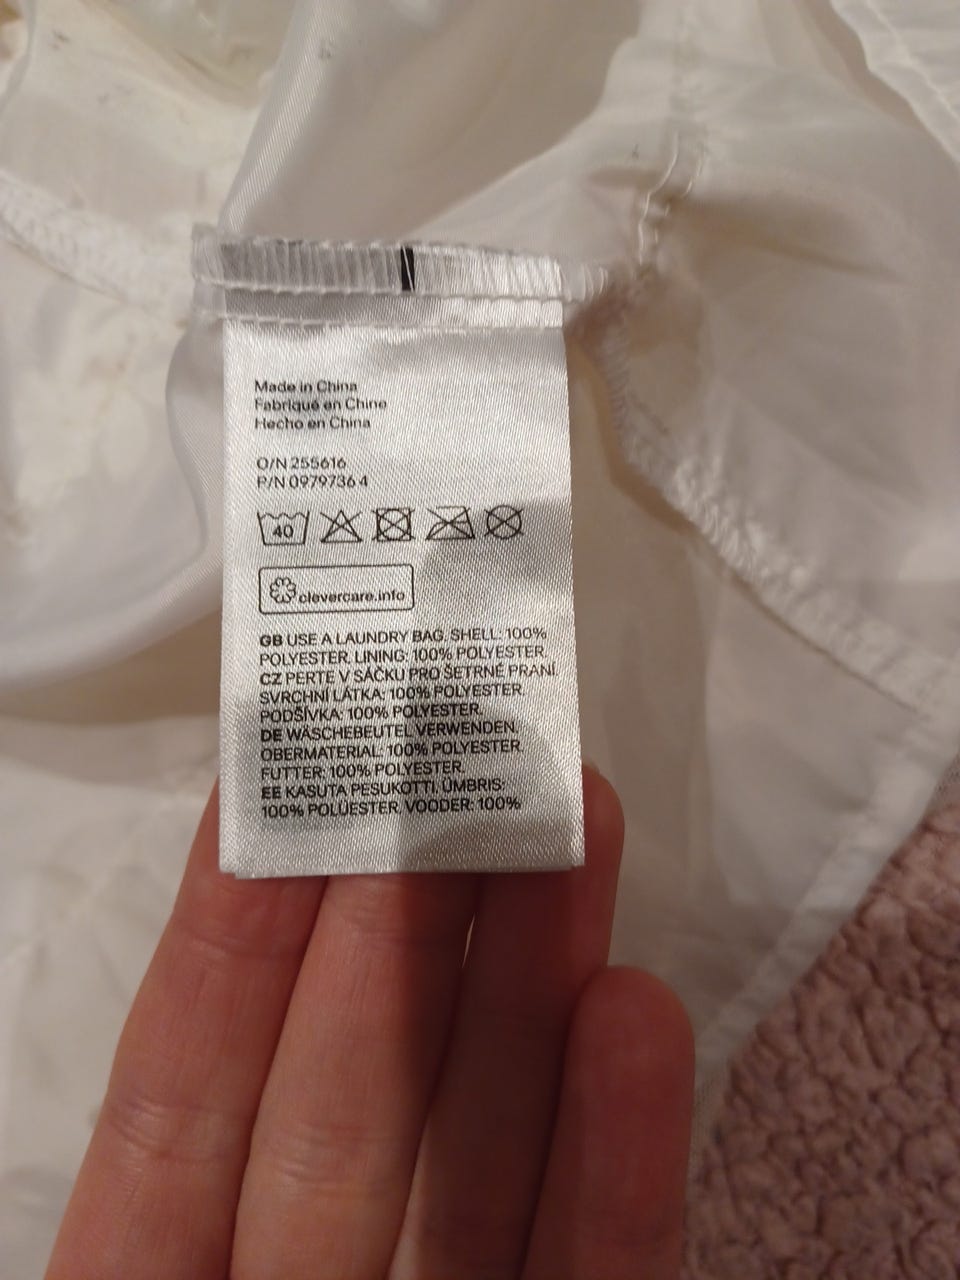 Made in China
Fabriqué en Chine
Hecho en China
O/N 255616
P/N 0979736 4
40
clevercare.info
GB USE A LAUNDRY BAG. SHELL: 100%
POLYESTER. LINING: 100% POLYESTER.
CZ PERTE V SÁČKU PRO ŠETRNÉ PRANÍ.
SVRCHNÍ LÁTKA: 100% POLYESTER.
PODŠÍVKA: 100% POLYESTER.
DE WÄSCHEBEUTEL VERWENDEN.
OBERMATERIAL: 100% POLYESTER.
FUTTER: 100% POLYESTER.
EE KASUTA PESUKOTTI. ÜMBRIS:
100% POLÜESTER. VOODER: 100%